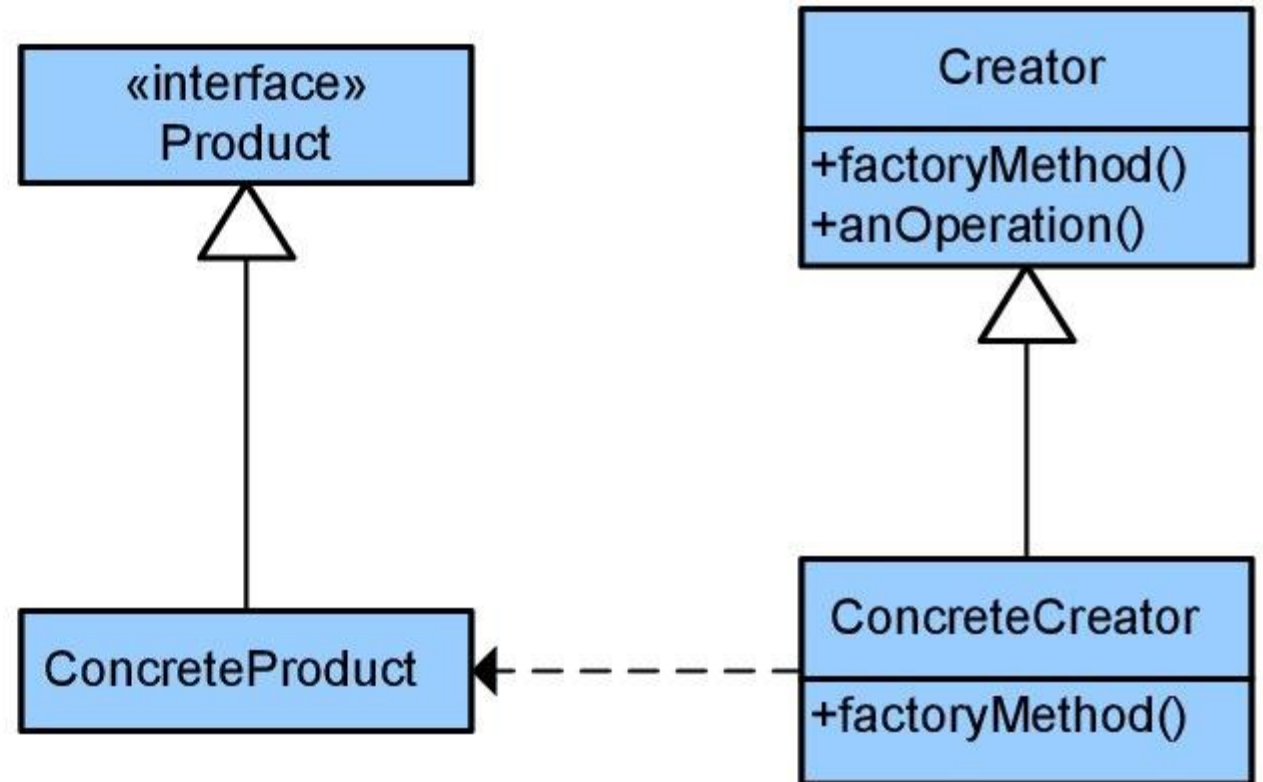 «interface»
Product
Creator
+factoryMethod()
+anOperation()
ConcreteProduct
ConcreteCreator
+factoryMethod()